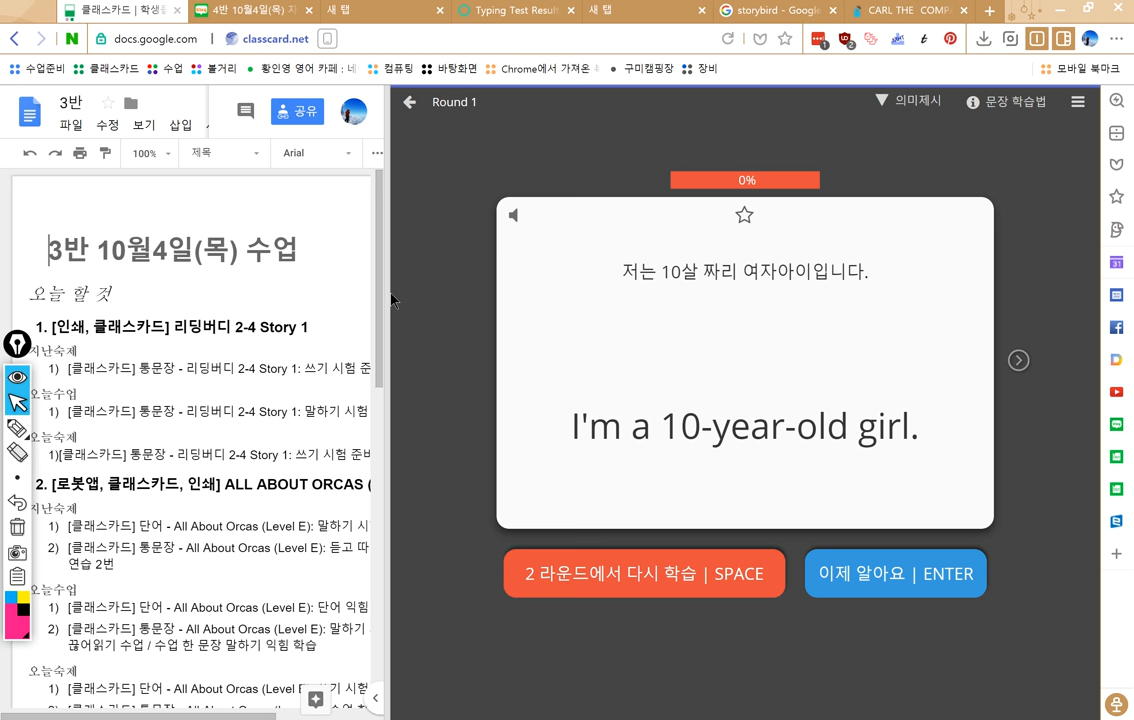 클래스카드 | 학생들
4반 10월4일(목) 지
새 탭
Typing Test Resul
새 탭
storybird - Google
CARL THE COMPA
docs.google.com
classcard.net
수업준비
클래스카드
수업
볼거리
황인영 영어 카페 : 네
컴퓨팅
바탕화면
Chrome에서 가져온
구미캠핑장
장비
모바일 북마크
3반
공유
파일 수정 보기 삽입
100% 제목 Arial
3반 10월4일(목) 수업
오늘 할 것
1. [인쇄, 클래스카드] 리딩버디 2-4 Story 1
지난숙제
1) [클래스카드] 통문장 - 리딩버디 2-4 Story 1: 쓰기 시험 준
오늘수업
1) [클래스카드] 통문장 - 리딩버디 2-4 Story 1: 말하기 시험
오늘숙제
1)[클래스카드] 통문장 - 리딩버디 2-4 Story 1: 쓰기 시험 준비
2. [로봇앱, 클래스카드, 인쇄] ALL ABOUT ORCAS (
지난숙제
1) [클래스카드] 단어 - All About Orcas (Level E): 말하기 시
2) [클래스카드] 통문장 - All About Orcas (Level E): 듣고 따
연습 2번
오늘수업
1) [클래스카드] 단어 - All About Orcas (Level E): 단어 익힘
2) [클래스카드] 통문장 - All About Orcas (Level E): 말하기
끊어읽기 수업 / 수업 한 문장 말하기 익힘 학습
오늘숙제
1) [클래스카드] 단어 - All About Orcas (Level E): 쓰기 시험
Round 1
의미제시
문장 학습법
0%
저는 10살 짜리 여자아이입니다.
I'm a 10-year-old girl.
2 라운드에서 다시 학습 | SPACE
이제 알아요 | ENTER